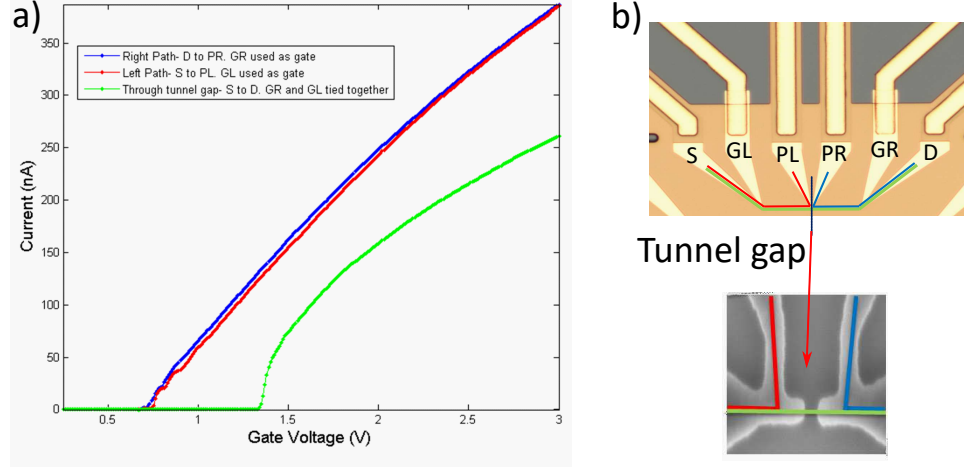 a)
Current (nA)
350
300
250
200
150
100
50
0
Right Path- D to PR. GR used as gate
Left Path- S to PL. GL used as gate
Through tunnel gap- S to D. GR and GL tied together
0.5 1 1.5 2 2.5 3
Gate Voltage (V)
b)
S GL PL PR GR D
Tunnel gap